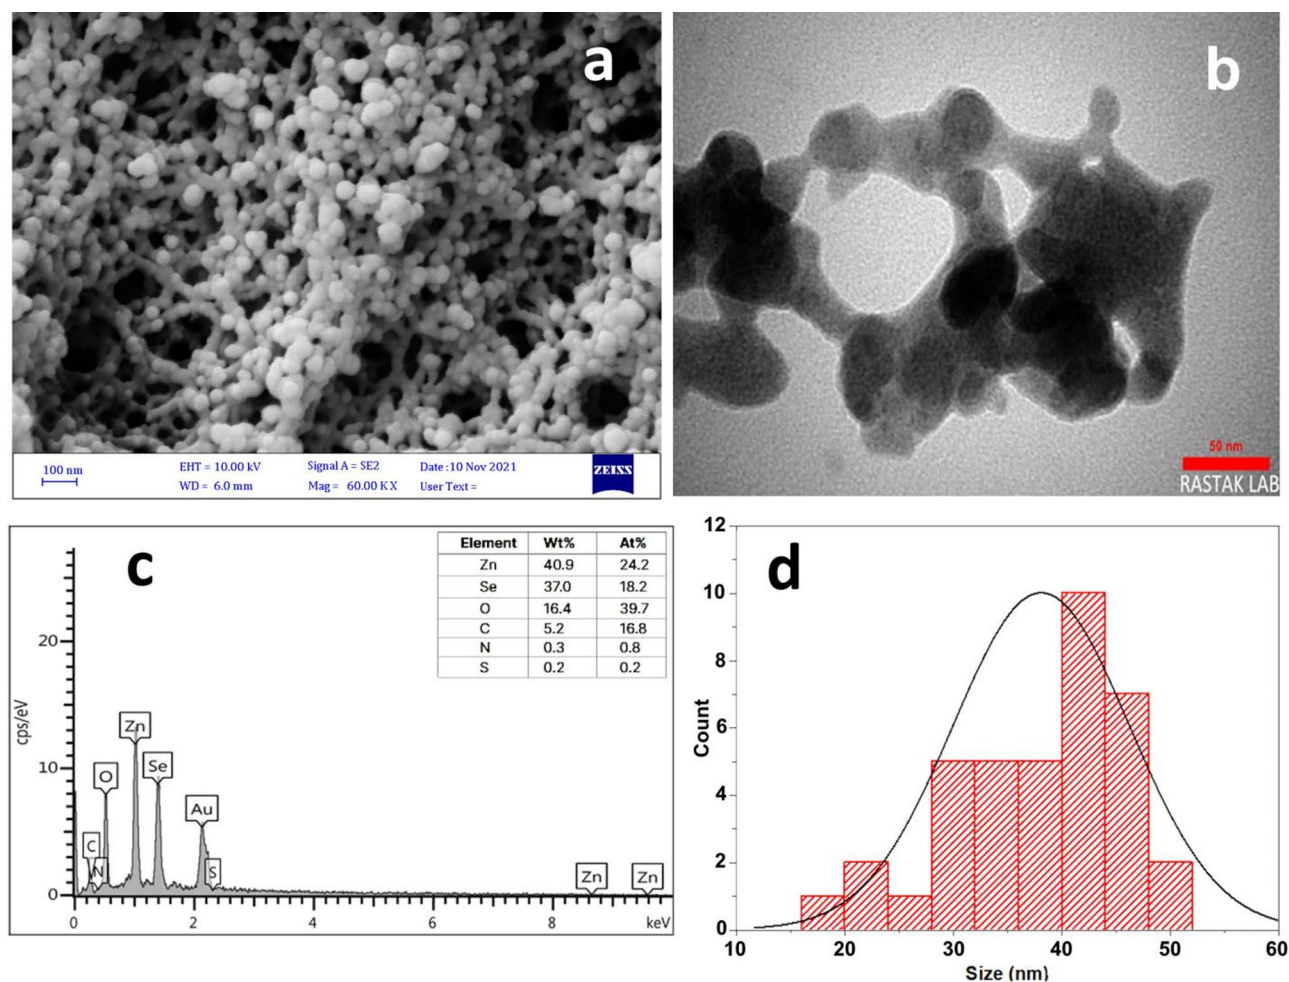 a
100 nm
EHT = 10.00 kV
Signal A = SE2
Date :10 Nov 2021
ZEISS
WD = 6.0 mm
Mag = 60.00 K X
User Text =
b
50 nm
RASTAK LAB
c
Element Wt% At%
Zn 40.9 24.2
Se 37.0 18.2
O 16.4 39.7
C 5.2 16.8
N 0.3 0.8
S 0.2 0.2
cps/eV
20
10
0
C
N
O
Zn
Se
Au
S
Zn
Zn
0 2 4 6 8 keV
d
Count
12
10
8
6
4
2
0
10 20 30 40 50 60
Size (nm)